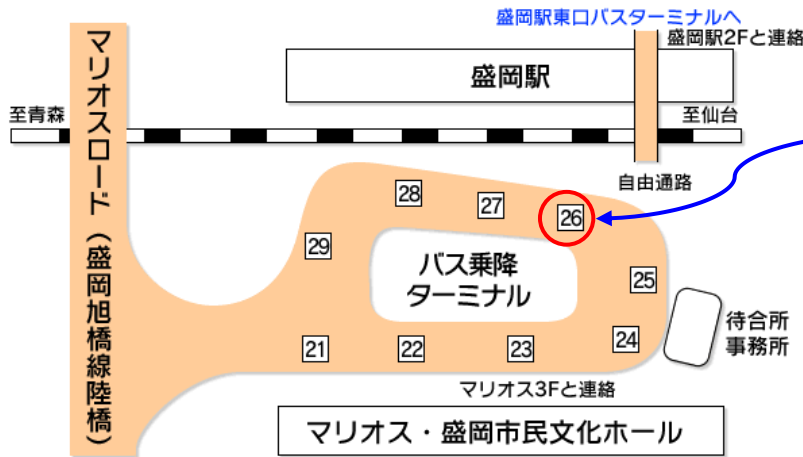 盛岡駅東口バスターミナルへ
盛岡駅2Fと連絡
盛岡駅
至青森
至仙台
マリオスロード（盛岡旭橋線陸橋）
自由通路
28
27
26
29
バス乗降
ターミナル
25
待合所
事務所
21
22
23
24
マリオス3Fと連絡
マリオス・盛岡市民文化ホール